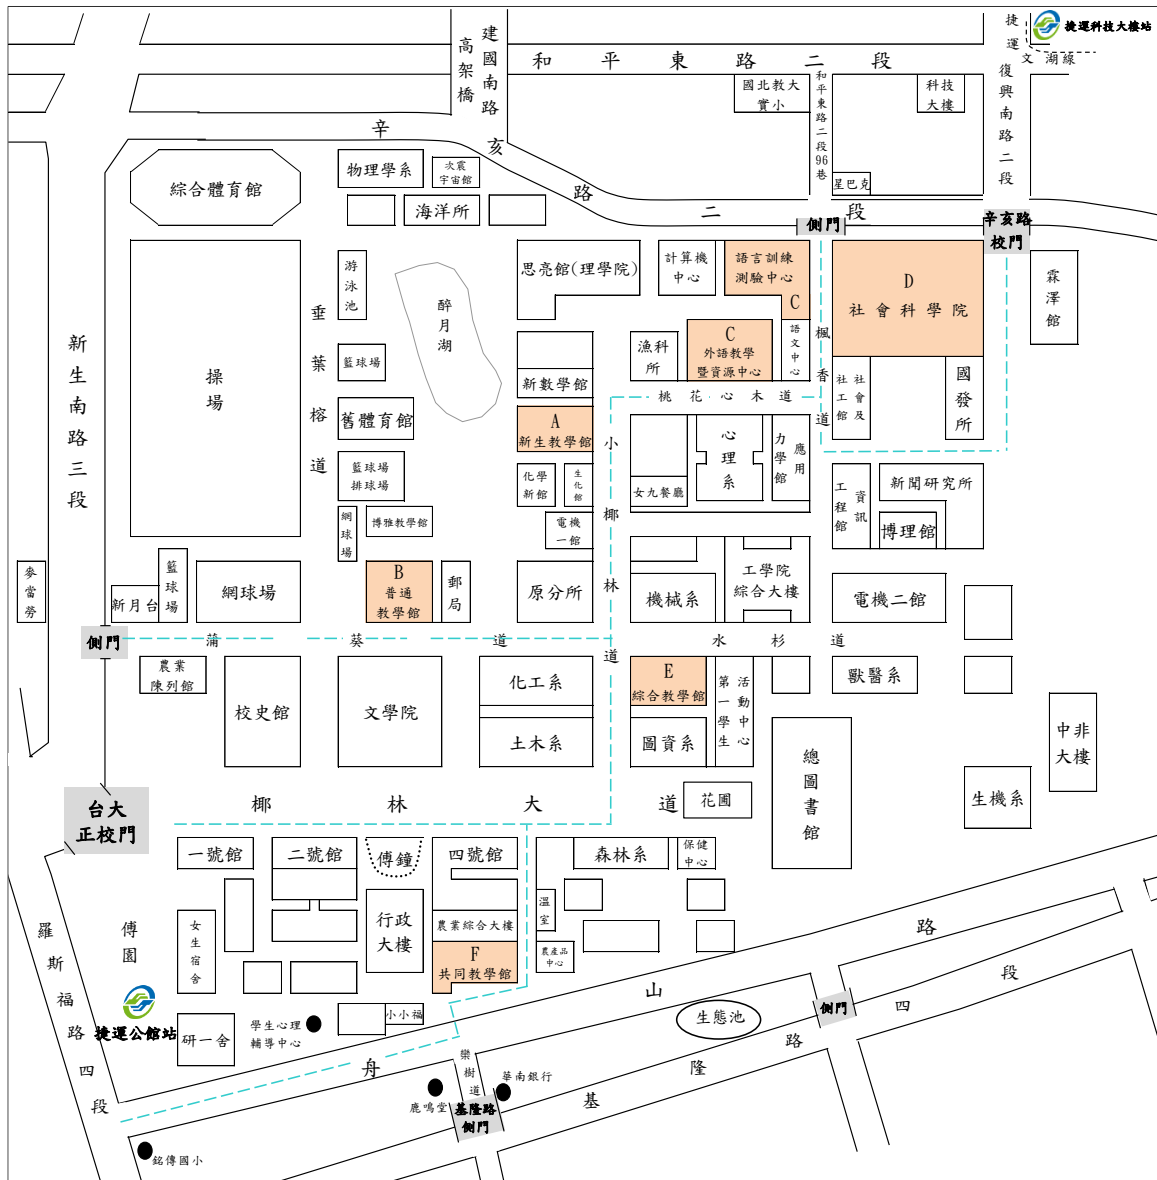 捷運科技大樓站
捷運
文湖線
建國南路
高架橋
和平東路二段
復興南路二段
國北教大
實小
和平東路二段96巷
科技
大樓
辛亥路二段
星巴克
側門
辛亥路
校門
綜合體育館
物理學系
次震
宇宙館
海洋所
游泳池
醉月湖
思亮館(理學院)
計算機
中心
語言訓練
測驗中心
C
D
社會科學院
霖澤館
垂葉榕道
新生南路三段
操場
籃球場
漁科所
C
外語教學
暨資源中心
語文中心
楓香道
新數學館
社會及
社工館
國發所
舊體育館
A
新生教學館
桃花心木道
小椰林道
心理系
應用
力學館
籃球場
排球場
化學
新館
生化館
女九餐廳
資訊
工程館
新聞研究所
網球場
博雅教學館
電機
一館
博理館
麥當勞
新月台
籃球場
網球場
B
普通
教學館
郵局
原分所
機械系
工學院
綜合大樓
電機二館
側門
蒲葵道
水杉道
農業
陳列館
校史館
文學院
化工系
土木系
E
綜合教學館
圖資系
活動中心
第一學生
獸醫系
總圖書館
中非
大樓
生機系
台大
正校門
椰林大道
花圃
一號館
二號館
傅鐘
四號館
森林系
保健
中心
羅斯福路四段
傅園
女生宿舍
行政
大樓
農業綜合大樓
溫室
F
共同教學館
農產品
中心
捷運公館站
研一舍
學生心理
輔導中心
小小福
舟山路
生態池
側門
基隆路四段
欒樹道
鹿鳴堂
華南銀行
基隆路
側門
銘傳國小